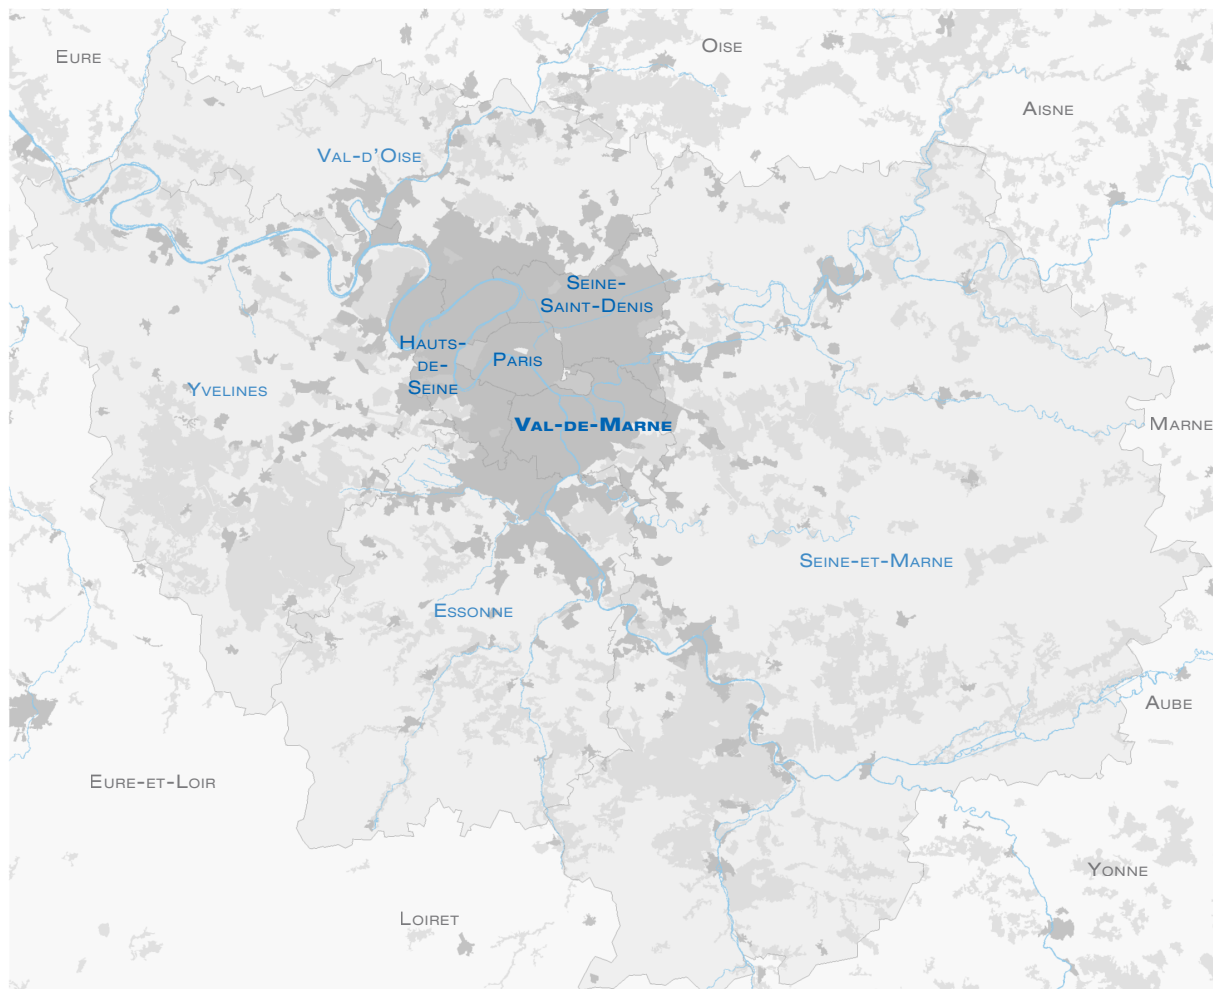 Oise
Eure
Aisne
Val-d'Oise
Seine-
Saint-Denis
Hauts-
de-
Seine
Paris
Yvelines
Val-de-Marne
Marne
Seine-et-Marne
Essonne
Aube
Eure-et-Loir
Yonne
Loiret